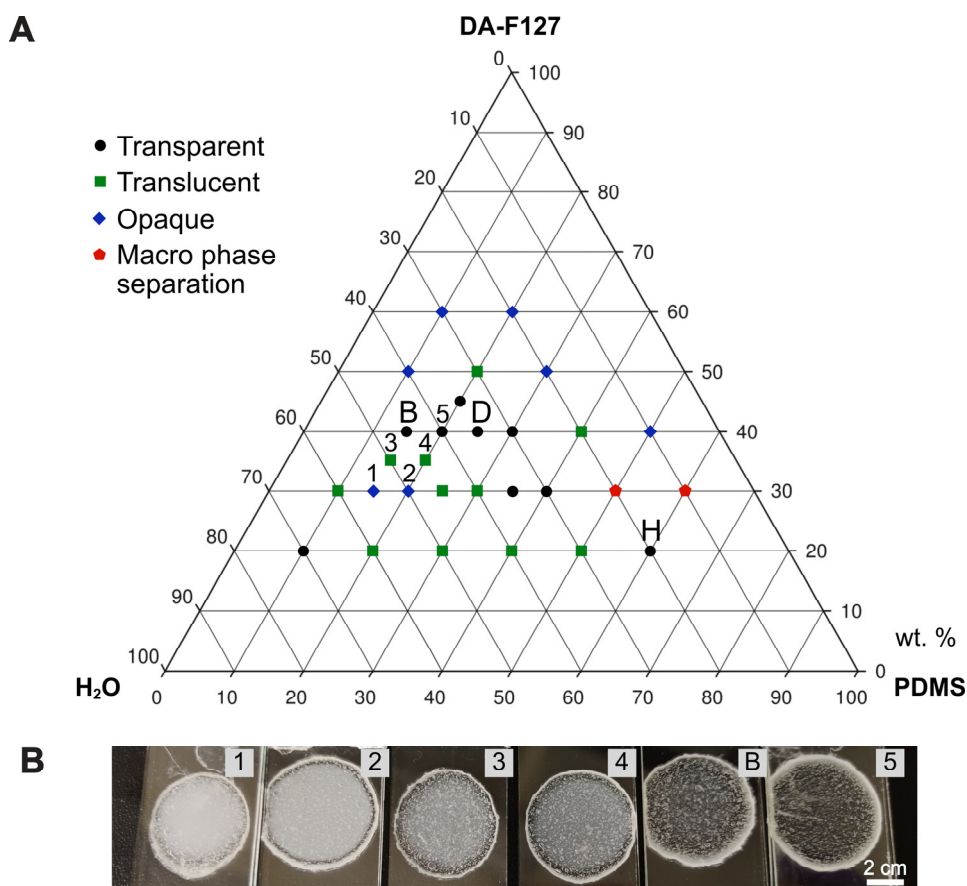 A
DA-F127
Transparent
Translucent
Opaque
Macro phase
separation
0
100
10
90
20
80
30
70
40
60
50
50
B
5
D
60
40
3
4
1
2
70
30
H
80
20
90
10
wt. %
100
0
H₂O
PDMS
0
10
20
30
40
50
60
70
80
90
100
B
1
2
3
4
B
5
2 cm